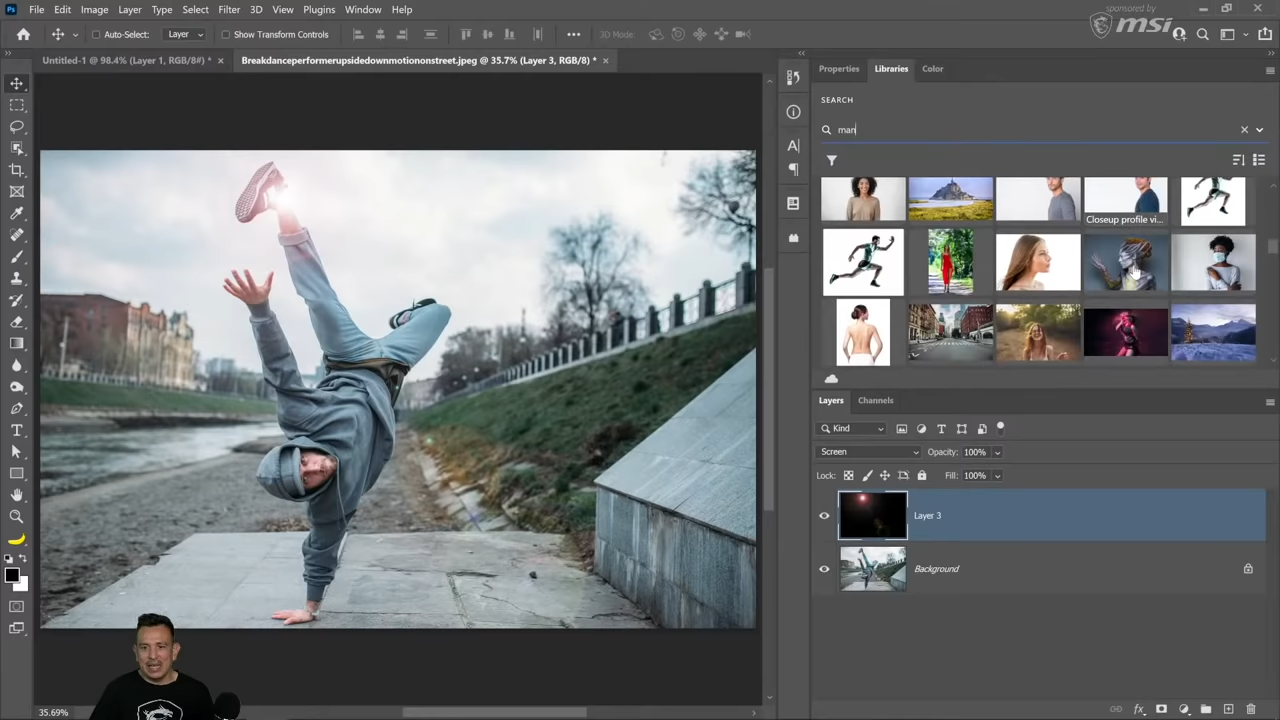 Ps File Edit Image Layer Type Select Filter 3D View Plugins Window Help
sponsored by
msi
Auto-Select: Layer Show Transform Controls 3D Mode:
Untitled-1 @ 98.4% (Layer 1, RGB/8#) * × Breakdanceperformerupsidedownmotiononstreet.jpeg @ 35.7% (Layer 3, RGB/8) * ×
Properties Libraries Color
SEARCH
man
Closeup profile vi...
Layers Channels
Kind
Screen Opacity: 100%
Lock: Fill: 100%
Layer 3
Background
35.69%